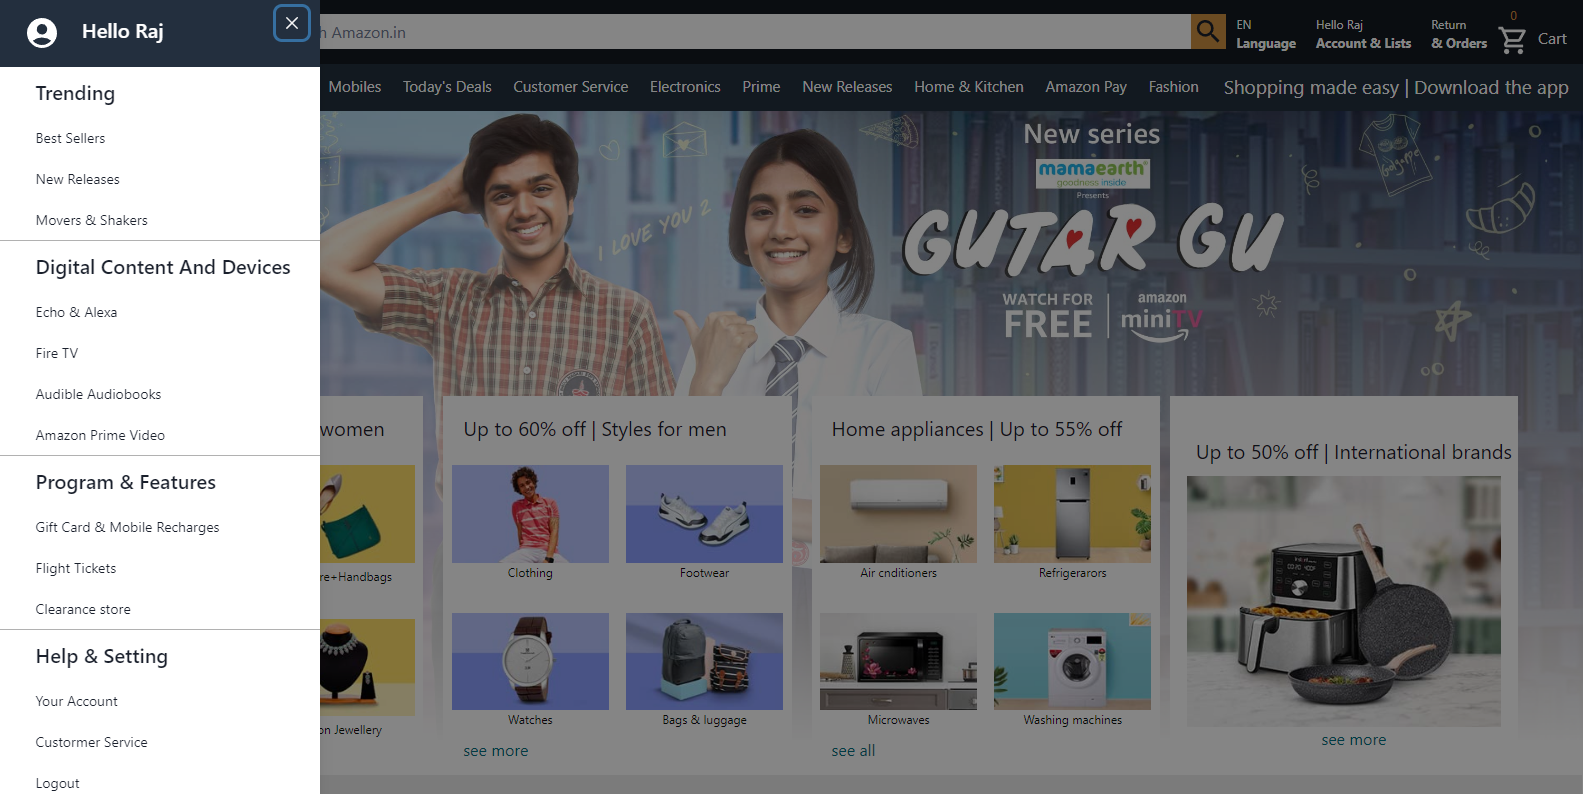 Hello Raj
Trending
Best Sellers
New Releases
Movers & Shakers
Digital Content And Devices
Echo & Alexa
Fire TV
Audible Audiobooks
Amazon Prime Video
Program & Features
Gift Card & Mobile Recharges
Flight Tickets
Clearance store
Help & Setting
Your Account
Custormer Service
Logout
Amazon.in
EN
Language
Hello Raj
Account & Lists
Return
& Orders
0
Cart
Mobiles Today's Deals Customer Service Electronics Prime New Releases Home & Kitchen Amazon Pay Fashion Shopping made easy | Download the app
I LOVE YOU 2
New series
mamaearth
goodness inside
Presents
GUTAR GU
WATCH FOR
FREE
amazon
miniTV
women
re+Handbags
on Jewellery
Up to 60% off | Styles for men
Clothing
Footwear
Watches
Bags & luggage
see more
Home appliances | Up to 55% off
Air cnditioners
Refrigerarors
Microwaves
Washing machines
see all
Up to 50% off | International brands
see more